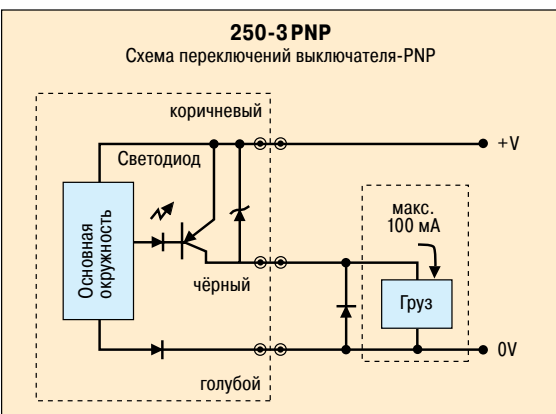 250-3 PNP
Схема переключений выключателя-PNP
коричневый
+V
Светодиод
макс.
100 мА
Основная
окружность
чёрный
Груз
0V
голубой